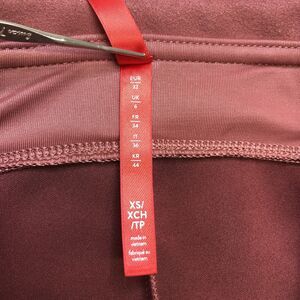 EUR
32
UK
6
FR
34
IT
36
KR
44
XS/
XCH
/TP
made in
vietnam
fabriqué au
vietnam